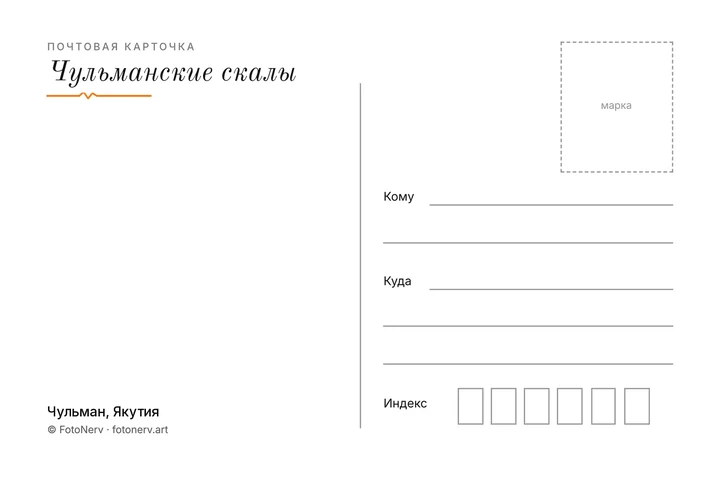 ПОЧТОВАЯ КАРТОЧКА
Чульманские скалы
марка
Кому
Куда
Индекс
Чульман, Якутия
© FotoNerv · fotonerv.art